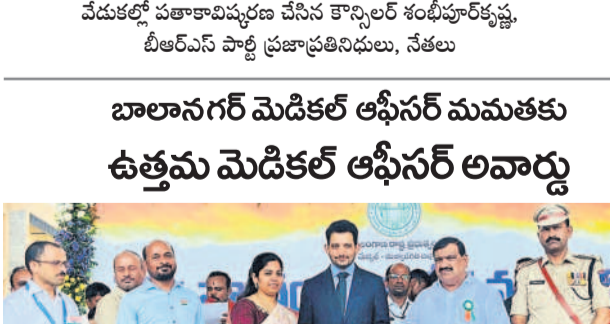 వేడుకల్లో పతాకావిష్కరణ చేసిన కౌన్సిలర్ శంభీపూర్‌కృష్ణ,
బీఆర్ఎస్ పార్టీ ప్రజాప్రతినిధులు, నేతలు
బాలానగర్ మెడికల్ ఆఫీసర్ మమతకు
ఉత్తమ మెడికల్ ఆఫీసర్ అవార్డు